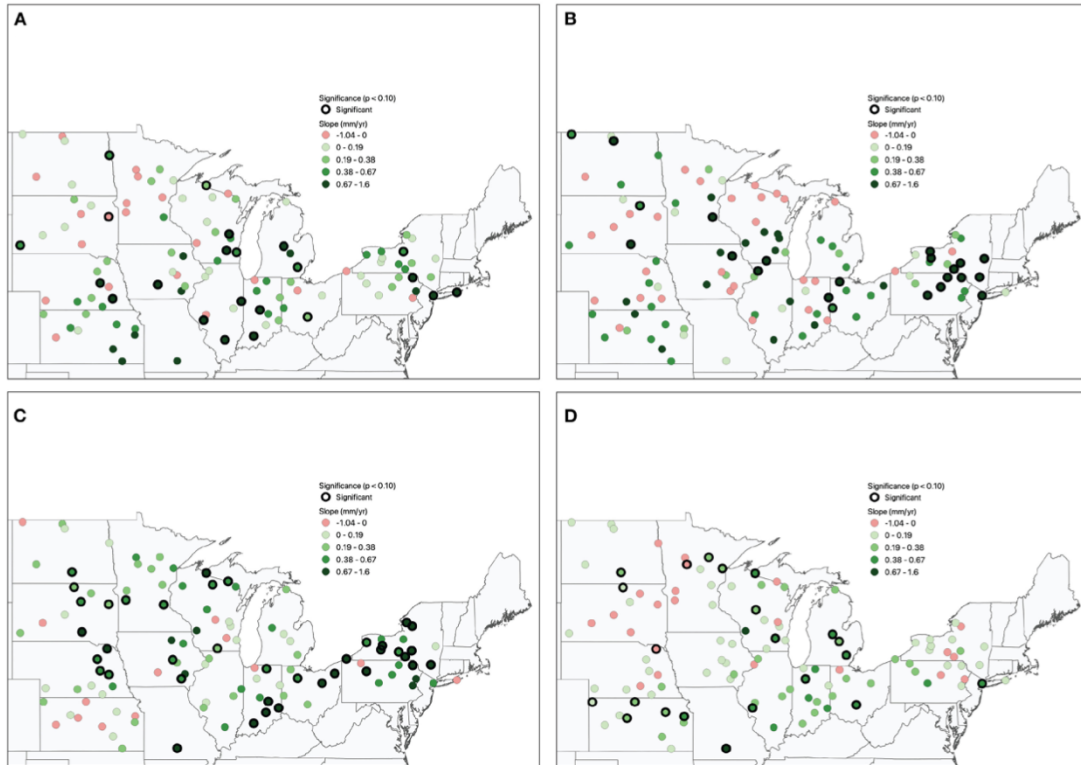 A
Significance (p < 0.10)
Significant
Slope (mm/yr)
-1.04 - 0
0 - 0.19
0.19 - 0.38
0.38 - 0.67
0.67 - 1.6
B
Significance (p < 0.10)
Significant
Slope (mm/yr)
-1.04 - 0
0 - 0.19
0.19 - 0.38
0.38 - 0.67
0.67 - 1.6
C
Significance (p < 0.10)
Significant
Slope (mm/yr)
-1.04 - 0
0 - 0.19
0.19 - 0.38
0.38 - 0.67
0.67 - 1.6
D
Significance (p < 0.10)
Significant
Slope (mm/yr)
-1.04 - 0
0 - 0.19
0.19 - 0.38
0.38 - 0.67
0.67 - 1.6